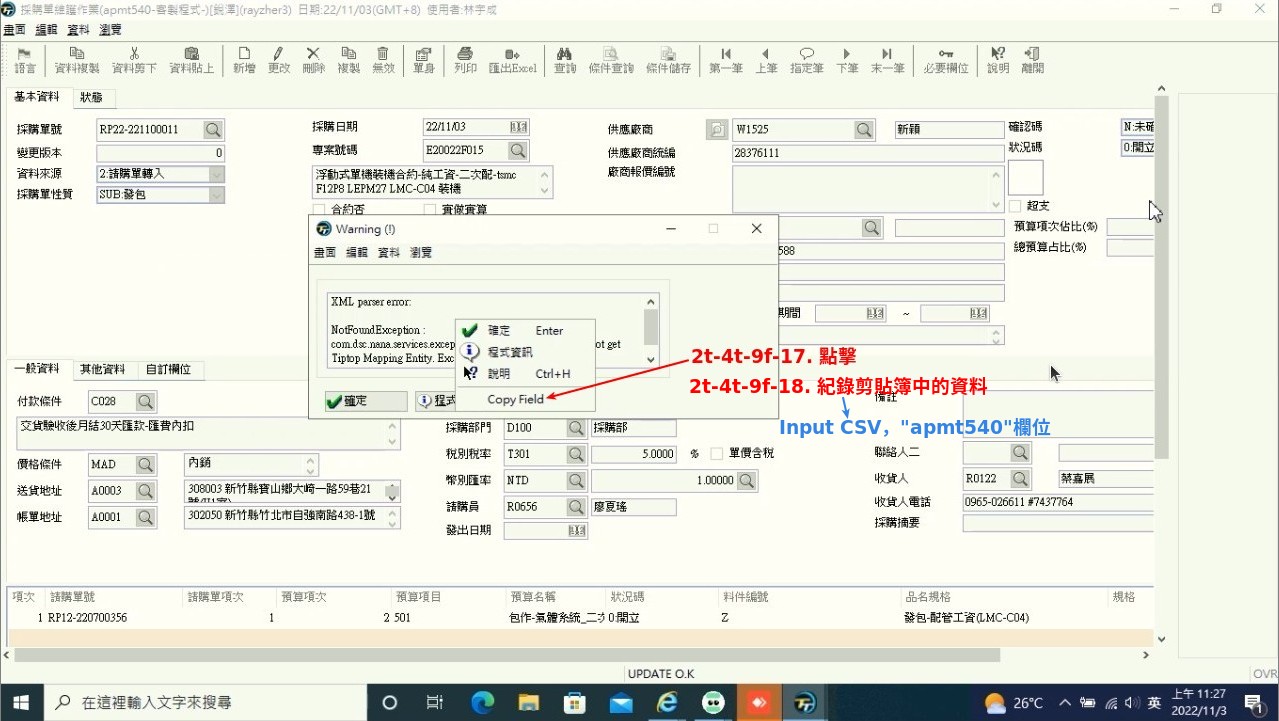 採購單維護作業(apmt540-客製程式-)[銳澤](rayzher3) 日期:22/11/03(GMT+8) 使用者:林宇成
畫面 編輯 資料 瀏覽
語言 資料複製 資料剪下 資料貼上 新增 更改 刪除 複製 無效 單身 列印 匯出Excel 查詢 條件查詢 條件儲存 第一筆 上筆 指定筆 下筆 末一筆 必要欄位 說明 離開
基本資料 狀態
採購單號 RP22-221100011 採購日期 22/11/03 供應廠商 W1525 新穎 確認碼 N:未確
變更版本 0 專案號碼 E20022F015 供應廠商統編 28376111 狀況碼 0:開立
資料來源 2:請購單轉入 浮動式單機裝機合約-純工資-二次配-tsmc 廠商報價編號
F12P8 LEPM27 LMC-C04 裝機
採購單性質 SUB:發包
合約否 實做實算 超支
預算項次佔比(%)
總預算占比(%)
588
期間 ~
Warning (!)
畫面 編輯 資料 瀏覽
XML parser error:
NotFoundException :
com.dsc.nana.services.excep ot get
Tiptop Mapping Entity. Exc
確定 程式
確定 Enter
程式資訊
說明 Ctrl+H
Copy Field
2t-4t-9f-17. 點擊
2t-4t-9f-18. 紀錄剪貼簿中的資料
Input CSV，"apmt540"欄位
一般資料 其他資料 自訂欄位
付款條件 C028 備註
交貨驗收後月結30天匯款-匯費內扣
採購部門 D100 採購部
價格條件 MAD 內銷 稅別稅率 T301 5.0000 % 單價含稅 聯絡人二
送貨地址 A0003 308003 新竹縣寶山鄉大崎一路59巷21 幣別匯率 NTD 1.00000 收貨人 R0122 蔡嘉展
帳單地址 A0001 302050 新竹縣竹北市自強南路438-1號 請購員 R0656 廖夏瑤 收貨人電話 0965-026611 #7437764
發出日期 採購摘要
項次 請購單號 請購單項次 預算項次 預算項目 預算名稱 狀況碼 料件編號 品名規格 規格
1 RP12-220700356 1 2 501 包作-氣體系統_二次 0:開立 Z 發包-配管工資(LMC-C04)
UPDATE O.K OVR
在這裡輸入文字來搜尋 26°C 英 上午 11:27
2022/11/3 1